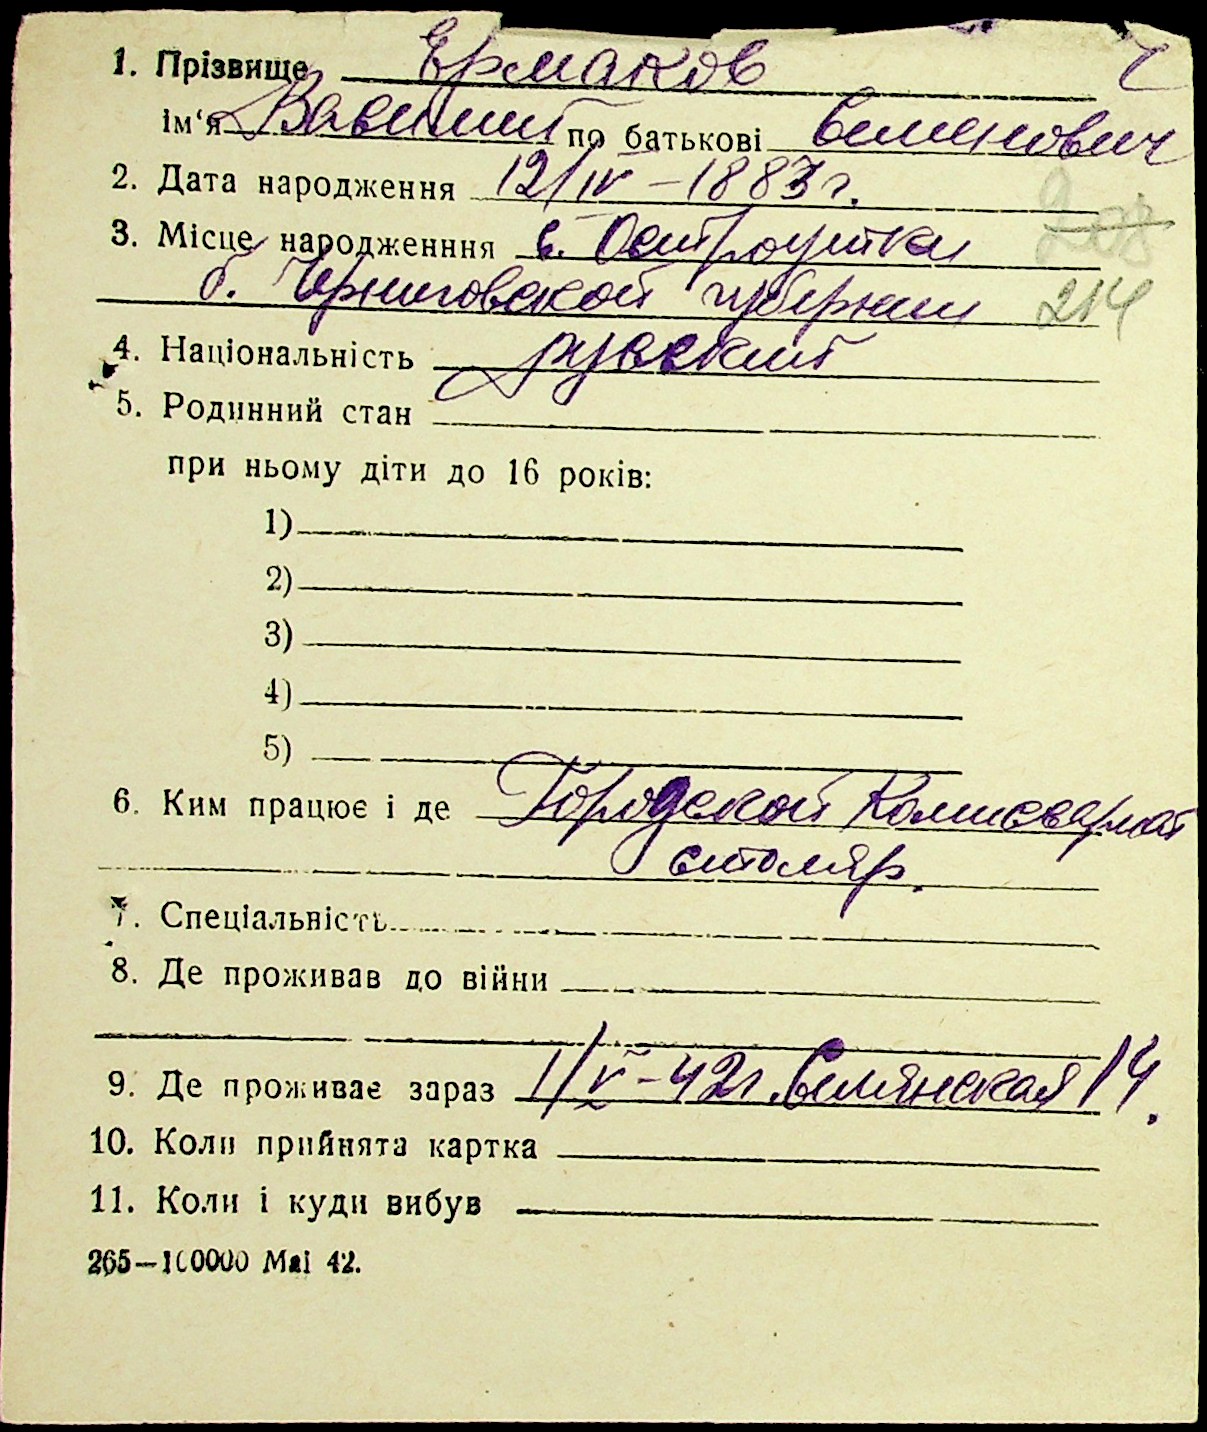 1. Прізвище Ермаков
ім‘я Василий по батькові Семенович
2. Дата народження 12/IV – 1883 г.
3. Місце народженння с. Остроушки
б. Черниговской губернии
208
214
4. Національність русский
5. Родинний стан
при ньому діти до 16 років:
1)
2)
3)
4)
5)
6. Ким працює і де Городской Комисариат
столяр.
7. Спеціальність
8. Де проживав до війни
9. Де проживає зараз 1/V – 42 г. 14.
10. Коли прийнята картка
11. Коли і куди вибув
265—100000 Маі 42.